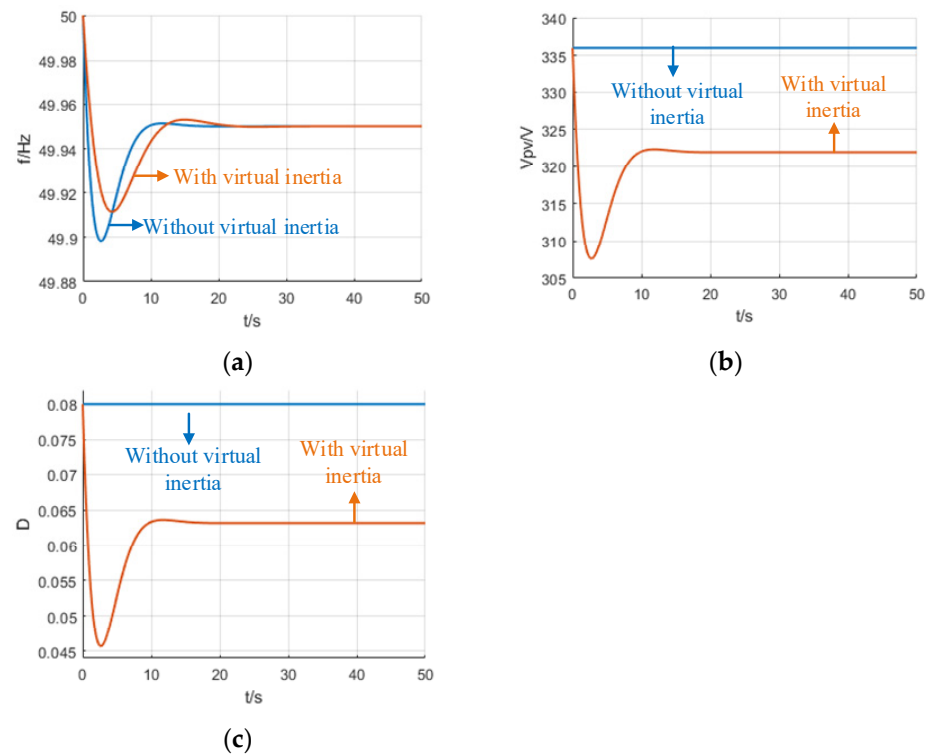 50
49.98
49.96
49.94
49.92
49.9
49.88
f/Hz
With virtual inertia
Without virtual inertia
0 10 20 30 40 50
t/s
(a)
340
335
330
325
320
315
310
305
Vpv/V
Without virtual
inertia
With virtual
inertia
0 10 20 30 40 50
t/s
(b)
0.08
0.075
0.07
0.065
0.06
0.055
0.05
0.045
D
Without virtual
inertia
With virtual
inertia
0 10 20 30 40 50
t/s
(c)